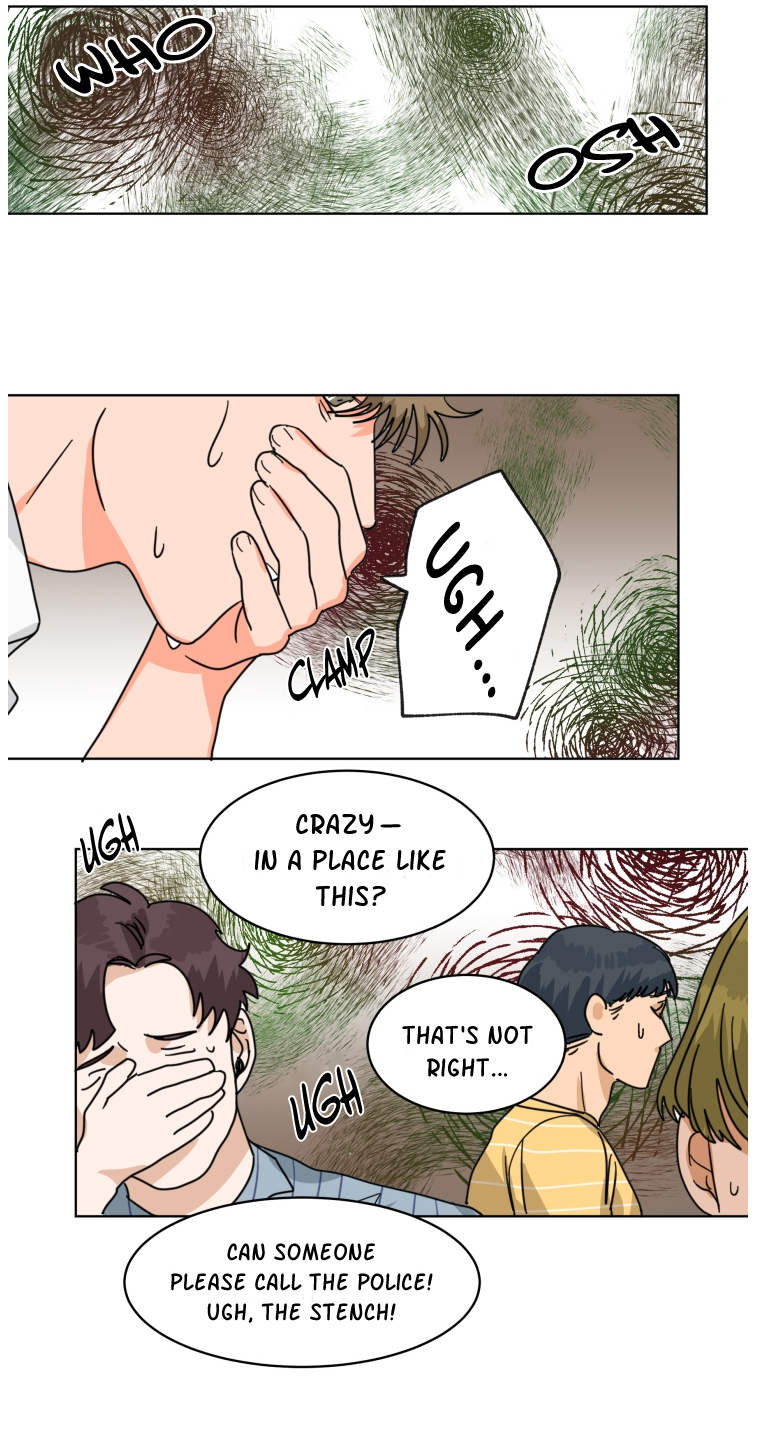 WHO
OSH
UGH...
CLAMP
UGH
CRAZY—
IN A PLACE LIKE
THIS?
THAT'S NOT
RIGHT...
UGH
CAN SOMEONE
PLEASE CALL THE POLICE!
UGH, THE STENCH!